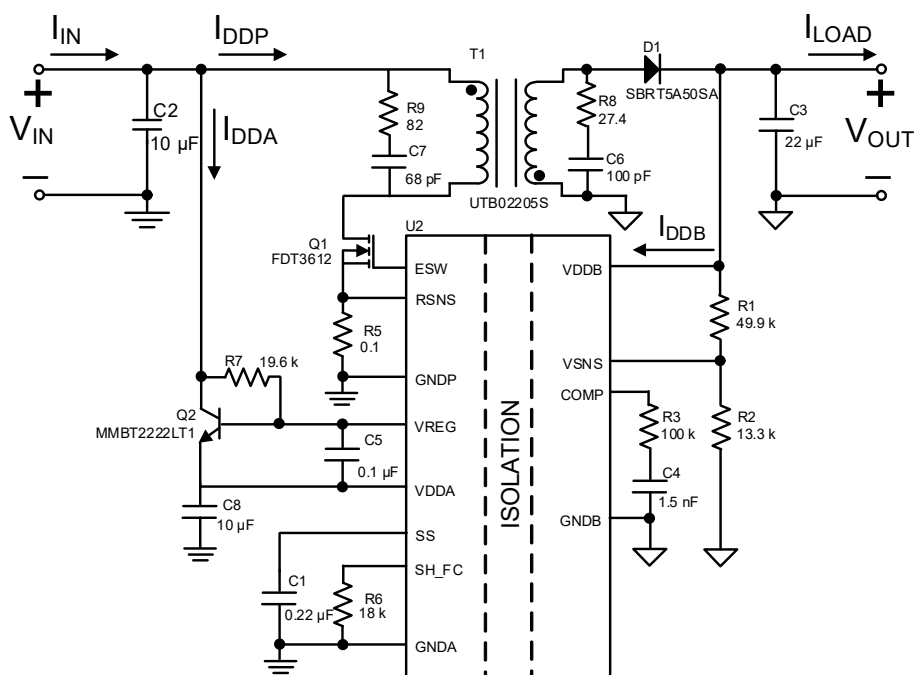 I_IN
I_DDP
I_LOAD
T1
D1
SBRT5A50SA
+
V_IN
–
C2
10 µF
I_DDA
R9
82
C7
68 pF
R8
27.4
C6
100 pF
UTB02205S
C3
22 µF
+
V_OUT
–
U2
Q1
FDT3612
ESW
RSNS
R5
0.1
GNDP
I_DDB
VDDB
R1
49.9 k
VSNS
COMP
R3
100 k
R2
13.3 k
C4
1.5 nF
GNDB
ISOLATION
R7
19.6 k
Q2
MMBT2222LT1
VREG
C5
0.1 µF
VDDA
C8
10 µF
SS
SH_FC
C1
0.22 µF
R6
18 k
GNDA